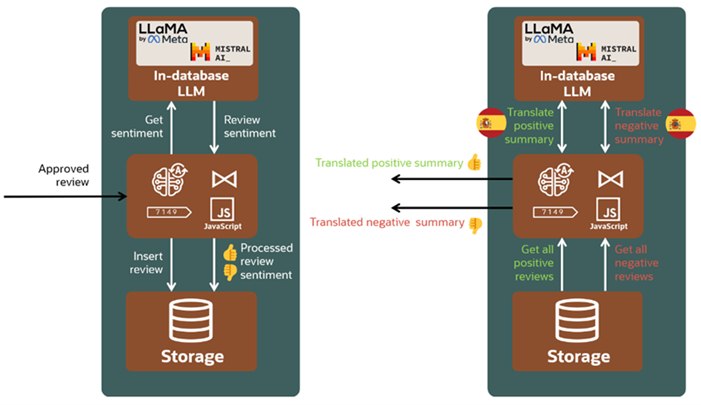 LLaMA
by Meta
MISTRAL
AI_
In-database
LLM
Get
sentiment
Review
sentiment
Approved
review
7149
JS
JavaScript
Insert
review
Processed
review
sentiment
Storage
LLaMA
by Meta
MISTRAL
AI_
In-database
LLM
Translate
positive
summary
Translate
negative
summary
Translated positive summary
Translated negative summary
7149
JS
JavaScript
Get all
positive
reviews
Get all
negative
reviews
Storage